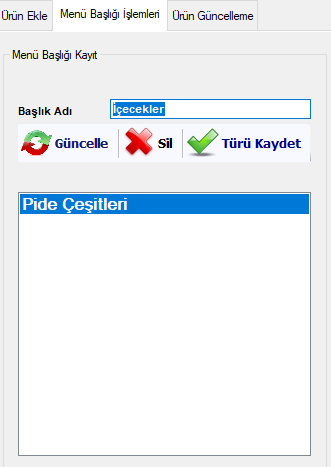 Ürün Ekle Menü Başlığı İşlemleri Ürün Güncelleme
Menü Başlığı Kayıt
Başlık Adı İçecekler
Güncelle Sil Türü Kaydet
Pide Çeşitleri